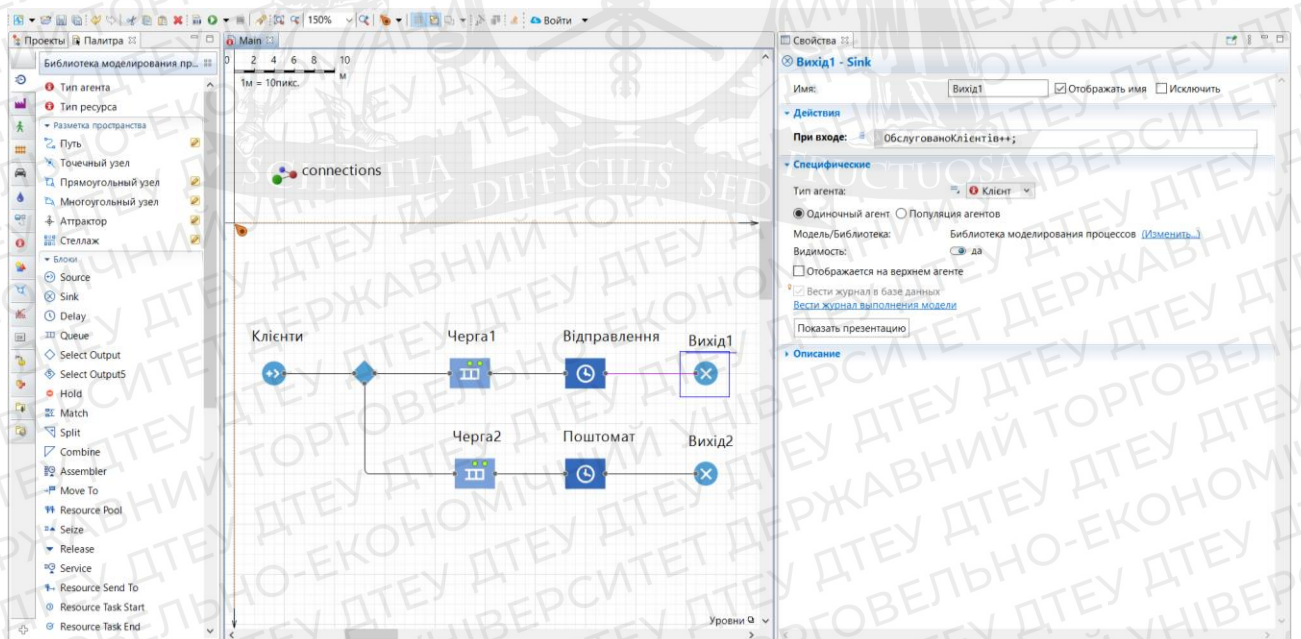 150%
Войти
Проекты
Палитра
Библиотека моделирования пр...
Тип агента
Тип ресурса
Разметка пространства
Путь
Точечный узел
Прямоугольный узел
Многоугольный узел
Аттрактор
Стеллаж
Блоки
Source
Sink
Delay
Queue
Select Output
Select Output5
Hold
Match
Split
Combine
Assembler
Move To
Resource Pool
Seize
Release
Service
Resource Send To
Resource Task Start
Resource Task End
Main
0 2 4 6 8 10
м
1м = 10пикс.
connections
Клієнти
Черга1
Відправлення
Вихід1
Черга2
Поштомат
Вихід2
Уровни
Свойства
Вихід1 - Sink
Имя: Вихід1 Отображать имя Исключить
Действия
При входе: ОбслугованоКлієнтів++;
Специфические
Тип агента: Клієнт
Одиночный агент Популяция агентов
Модель/Библиотека: Библиотека моделирования процессов (Изменить...)
Видимость: да
Отображается на верхнем агенте
Вести журнал в базе данных
Вести журнал выполнения модели
Показать презентацию
Описание